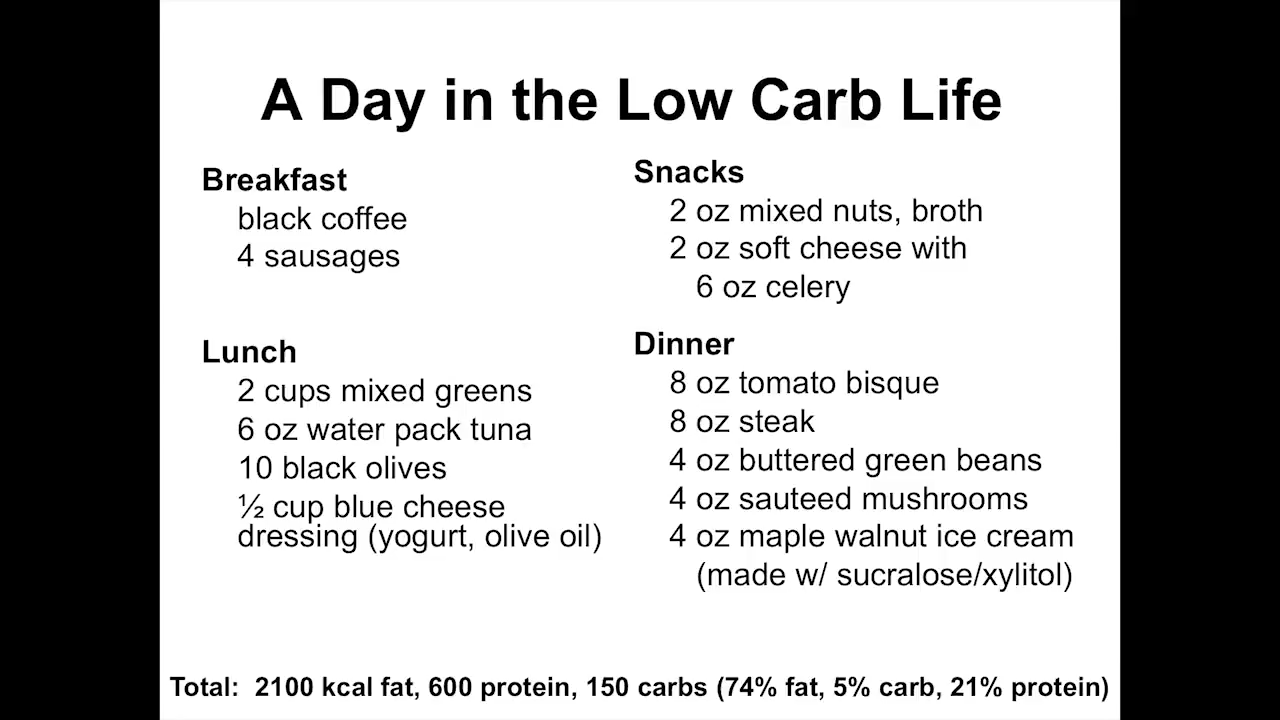 A Day in the Low Carb Life
Breakfast
black coffee
4 sausages
Lunch
2 cups mixed greens
6 oz water pack tuna
10 black olives
½ cup blue cheese
dressing (yogurt, olive oil)
Snacks
2 oz mixed nuts, broth
2 oz soft cheese with
6 oz celery
Dinner
8 oz tomato bisque
8 oz steak
4 oz buttered green beans
4 oz sauteed mushrooms
4 oz maple walnut ice cream
(made w/ sucralose/xylitol)
Total: 2100 kcal fat, 600 protein, 150 carbs (74% fat, 5% carb, 21% protein)